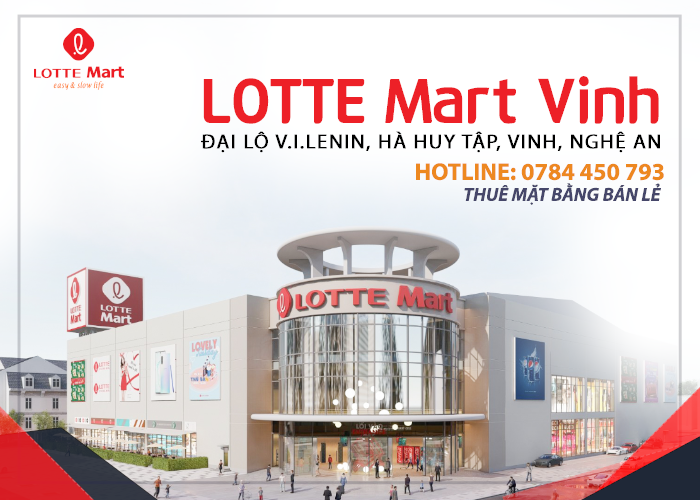 LOTTE Mart
easy & slow life
LOTTE Mart Vinh
ĐẠI LỘ V.I.LENIN, HÀ HUY TẬP, VINH, NGHỆ AN
HOTLINE: 0784 450 793
THUÊ MẶT BẰNG BÁN LẺ
LOTTE Mart
LOTTE
Mart
LOVELY
pepsi